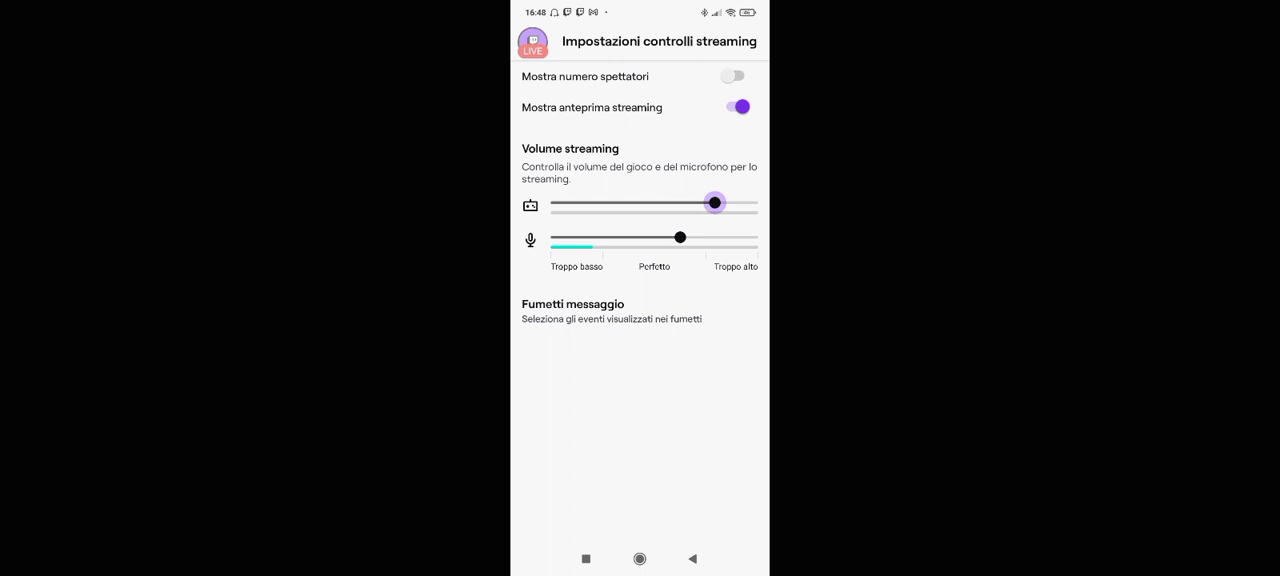 16:48
LIVE
Impostazioni controlli streaming
Mostra numero spettatori
Mostra anteprima streaming
Volume streaming
Controlla il volume del gioco e del microfono per lo
streaming.
Troppo basso Perfetto Troppo alto
Fumetti messaggio
Seleziona gli eventi visualizzati nei fumetti